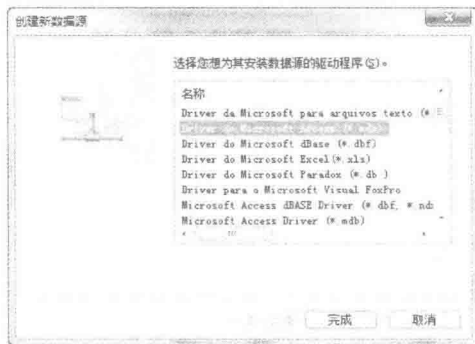 创建新数据源
选择您想为其安装数据源的驱动程序(S)。
名称
Driver da Microsoft para arquivos texto (*
Driver do Microsoft Access (*.mdb)
Driver do Microsoft dBase (*.dbf)
Driver do Microsoft Excel(*.xls)
Driver do Microsoft Paradox (*.db )
Driver para o Microsoft Visual FoxPro
Microsoft Access dBASE Driver (*.dbf, *.ndx
Microsoft Access Driver (*.mdb)
完成
取消